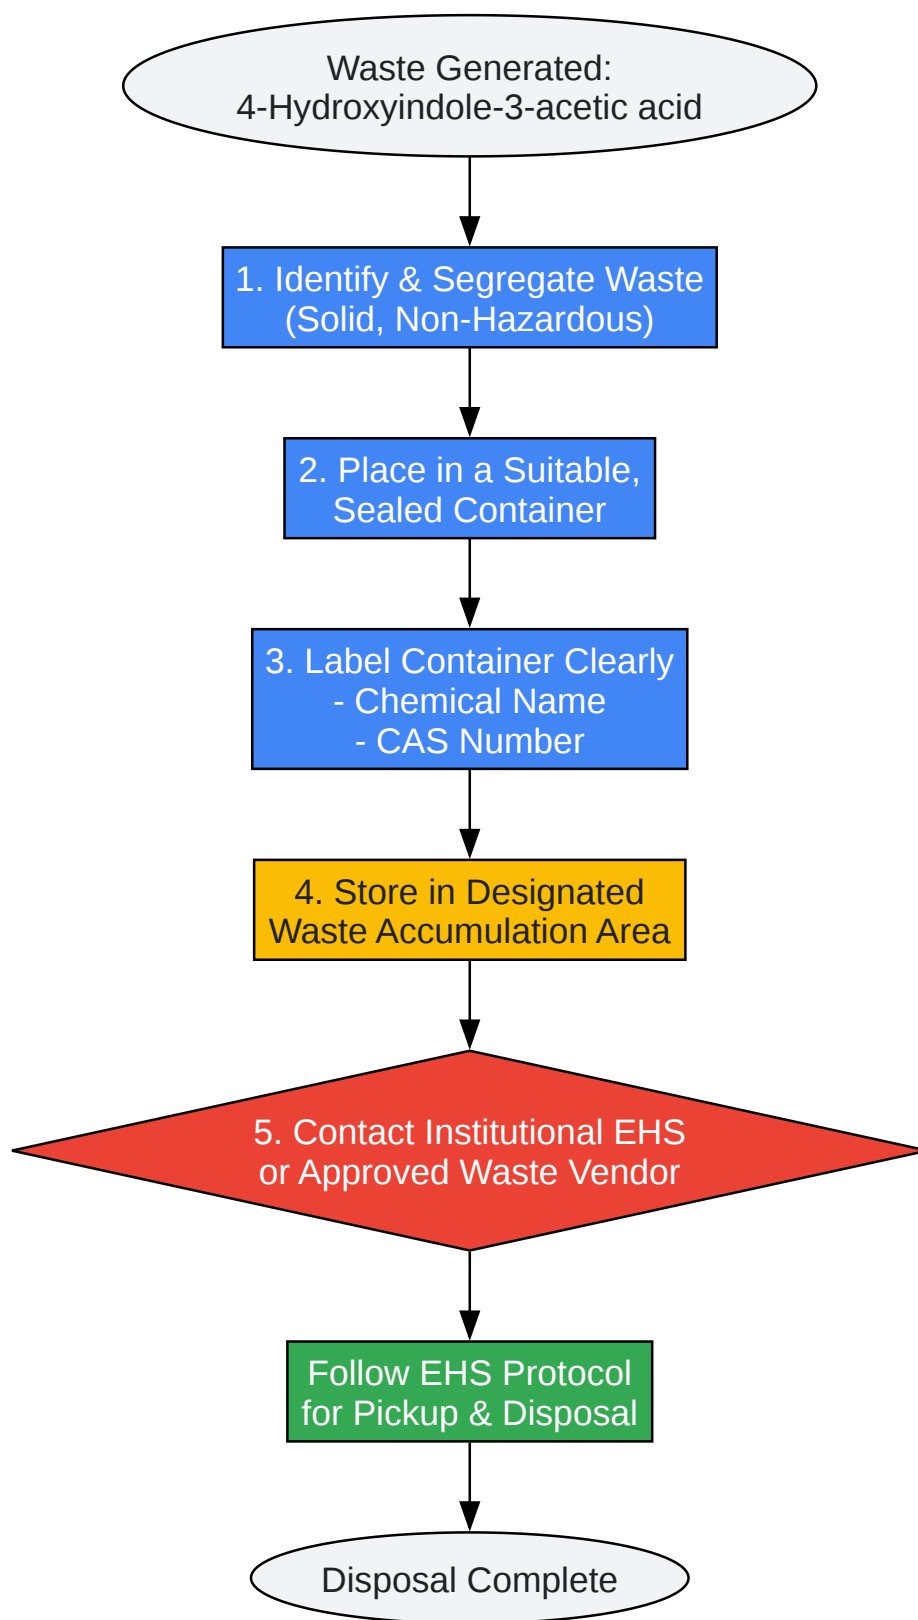 Waste Generated:
4-Hydroxyindole-3-acetic acid
1. Identify & Segregate Waste
(Solid, Non-Hazardous)
2. Place in a Suitable,
Sealed Container
3. Label Container Clearly
- Chemical Name
- CAS Number
4. Store in Designated
Waste Accumulation Area
5. Contact Institutional EHS
or Approved Waste Vendor
Follow EHS Protocol
for Pickup & Disposal
Disposal Complete